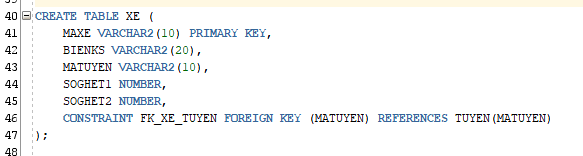 40 CREATE TABLE XE (
41 MAXE VARCHAR2(10) PRIMARY KEY,
42 BIENKS VARCHAR2(20),
43 MATUYEN VARCHAR2(10),
44 SOGHET1 NUMBER,
45 SOGHET2 NUMBER,
46 CONSTRAINT FK_XE_TUYEN FOREIGN KEY (MATUYEN) REFERENCES TUYEN(MATUYEN)
47 );
48